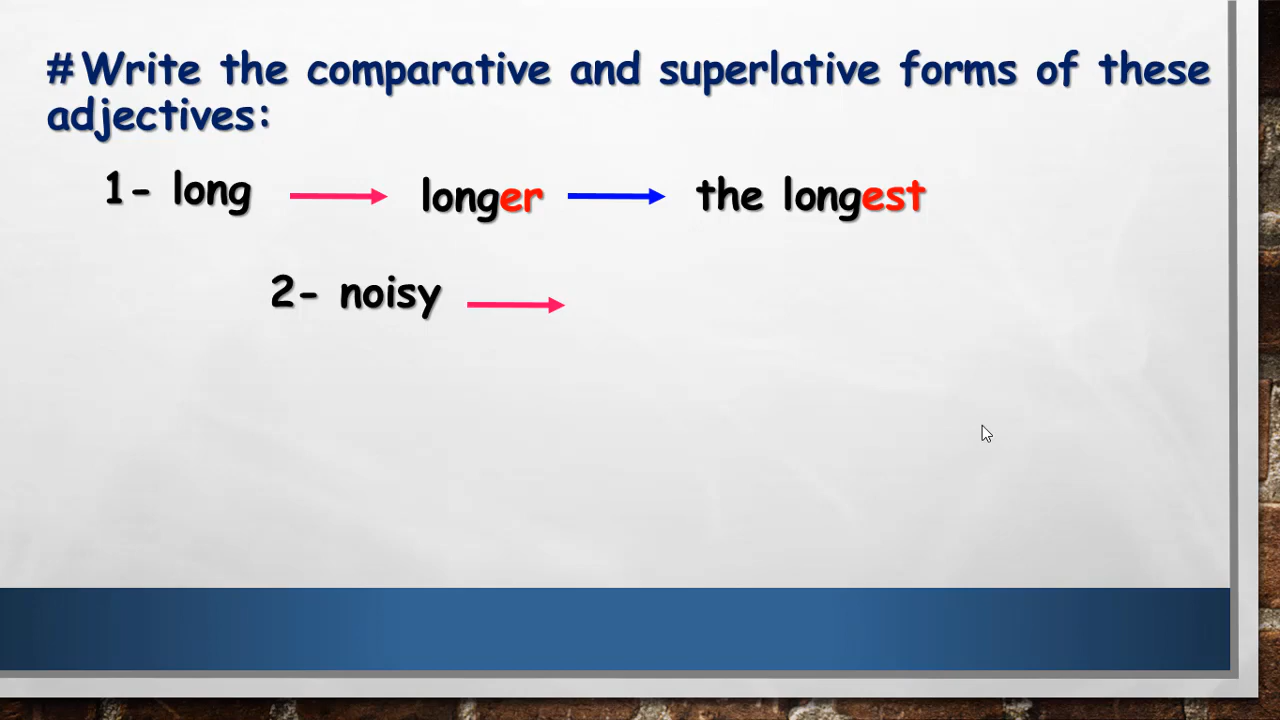 #Write the comparative and superlative forms of these
adjectives:
1- long longer the longest
2- noisy